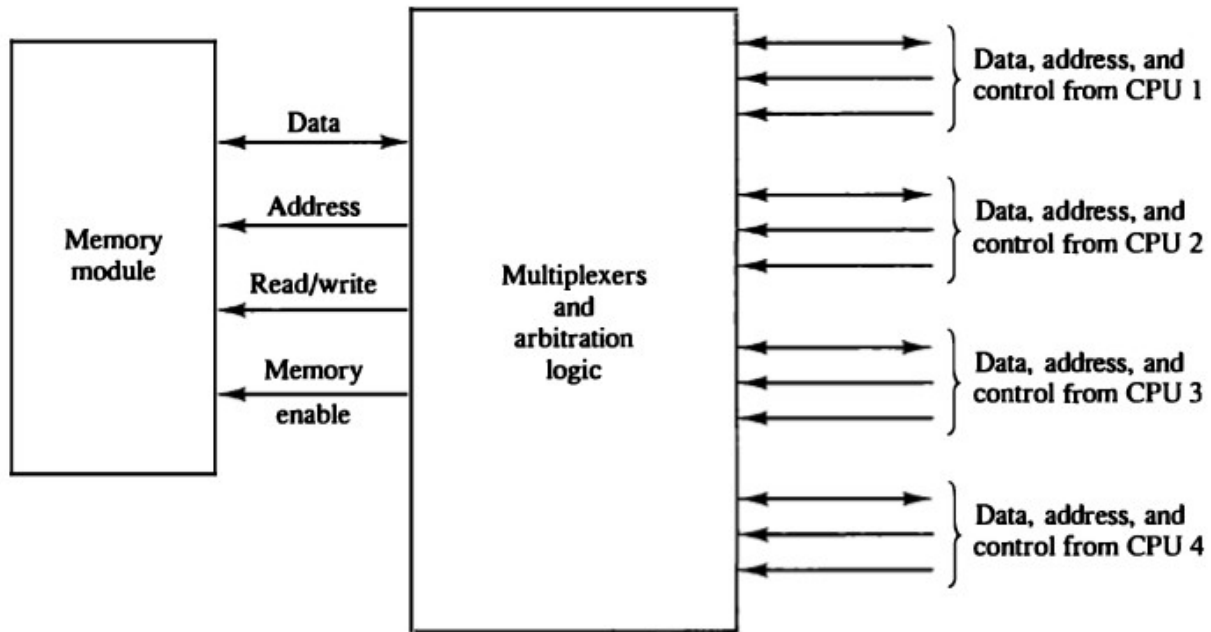 Memory
module
Data
Address
Read/write
Memory
enable
Multiplexers
and
arbitration
logic
Data, address, and
control from CPU 1
Data, address, and
control from CPU 2
Data, address, and
control from CPU 3
Data, address, and
control from CPU 4